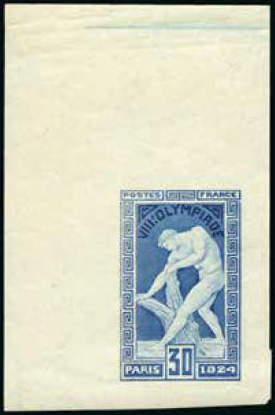 POSTES FRANCE
VIIIE OLYMPIADE
30
PARIS 1924